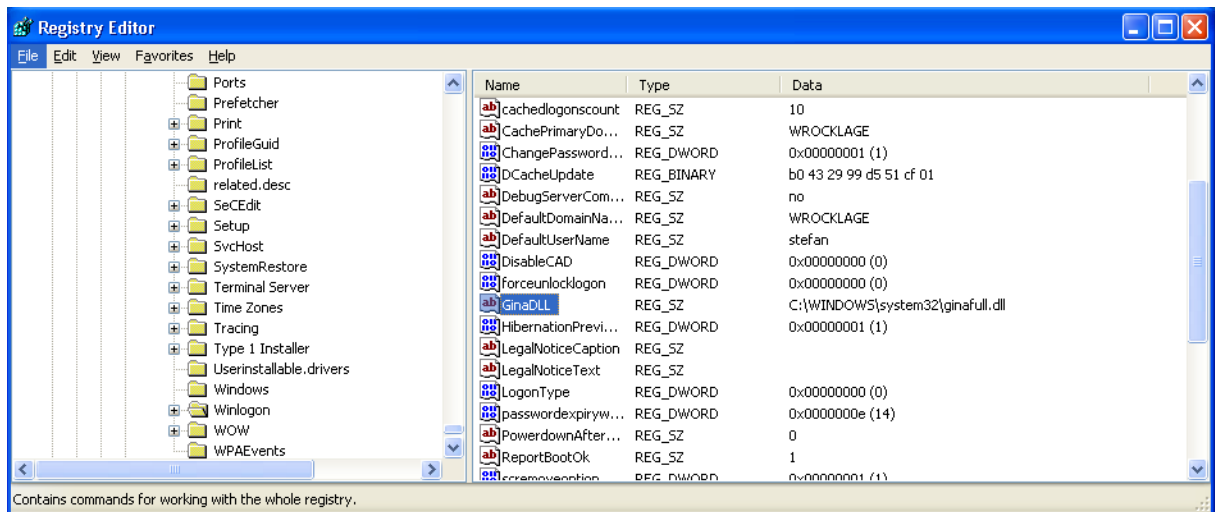 Registry Editor
File Edit View Favorites Help
Ports
Prefetcher
Print
ProfileGuid
ProfileList
related.desc
SeCEdit
Setup
SvcHost
SystemRestore
Terminal Server
Time Zones
Tracing
Type 1 Installer
Userinstallable.drivers
Windows
Winlogon
WOW
WPAEvents
Name Type Data
cachedlogonscount REG_SZ 10
CachePrimaryDo... REG_SZ WROCKLAGE
ChangePassword... REG_DWORD 0x00000001 (1)
DCacheUpdate REG_BINARY b0 43 29 99 d5 51 cf 01
DebugServerCom... REG_SZ no
DefaultDomainNa... REG_SZ WROCKLAGE
DefaultUserName REG_SZ stefan
DisableCAD REG_DWORD 0x00000000 (0)
forceunlocklogon REG_DWORD 0x00000000 (0)
GinaDLL REG_SZ C:\WINDOWS\system32\ginafull.dll
HibernationPrevi... REG_DWORD 0x00000001 (1)
LegalNoticeCaption REG_SZ
LegalNoticeText REG_SZ
LogonType REG_DWORD 0x00000000 (0)
passwordexpiryw... REG_DWORD 0x0000000e (14)
PowerdownAfter... REG_SZ 0
ReportBootOk REG_SZ 1
scremoveoption REG_DWORD 0x00000001 (1)
Contains commands for working with the whole registry.